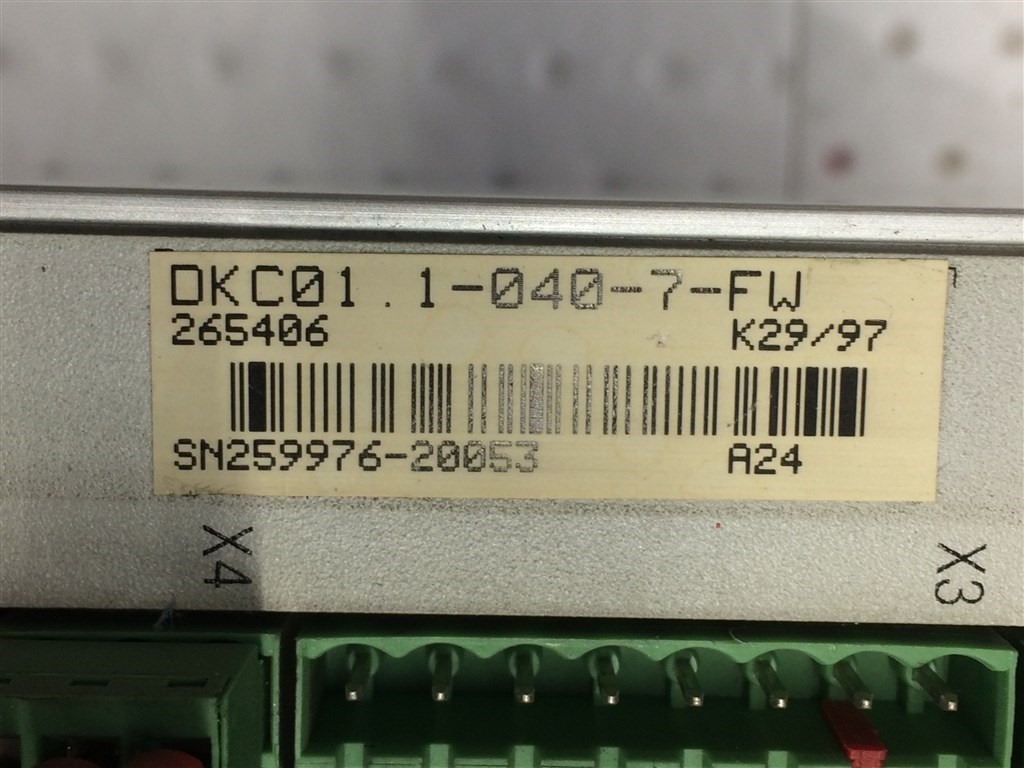 DKC01.1-040-7-FW
265406 K29/97
SN259976-20053 A24
X4 X3